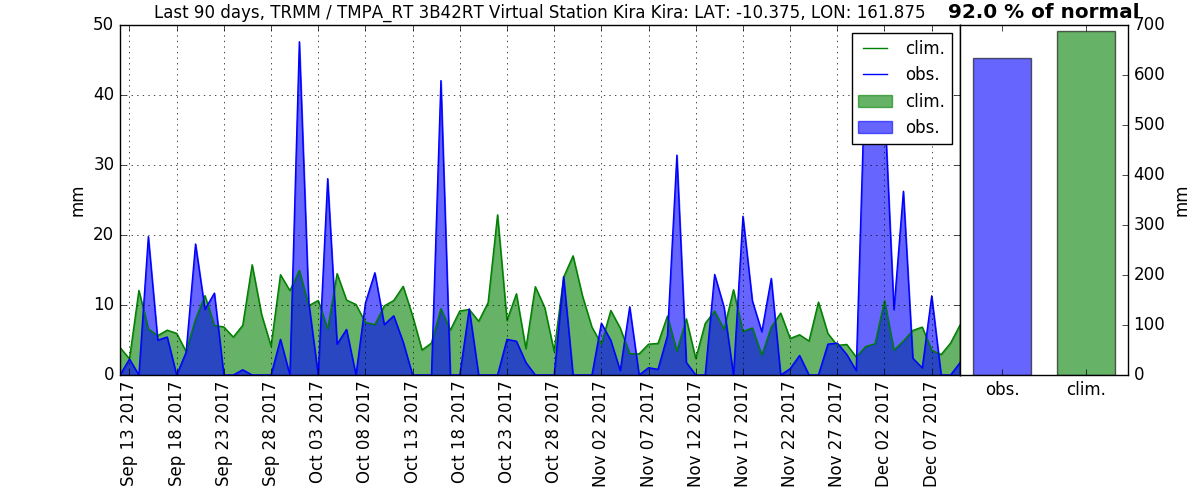 Last 90 days, TRMM / TMPA_RT 3B42RT Virtual Station Kira Kira: LAT: -10.375, LON: 161.875
92.0 % of normal
50
40
30
20
10
0
mm
clim.
obs.
clim.
obs.
Sep 13 2017
Sep 18 2017
Sep 23 2017
Sep 28 2017
Oct 03 2017
Oct 08 2017
Oct 13 2017
Oct 18 2017
Oct 23 2017
Oct 28 2017
Nov 02 2017
Nov 07 2017
Nov 12 2017
Nov 17 2017
Nov 22 2017
Nov 27 2017
Dec 02 2017
Dec 07 2017
700
600
500
400
300
200
100
0
mm
obs.
clim.